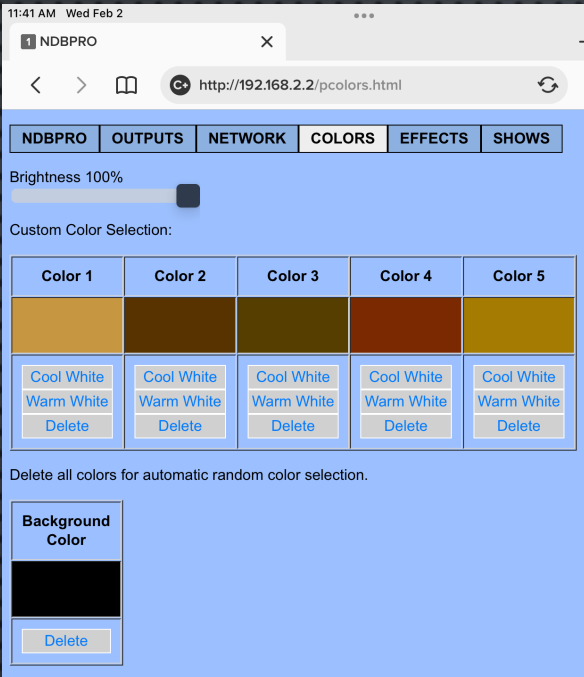 11:41 AM Wed Feb 2
1 NDBPRO
C+ http://192.168.2.2/pcolors.html
NDBPRO OUTPUTS NETWORK COLORS EFFECTS SHOWS
Brightness 100%
Custom Color Selection:
Color 1 Color 2 Color 3 Color 4 Color 5
Cool White Cool White Cool White Cool White Cool White
Warm White Warm White Warm White Warm White Warm White
Delete Delete Delete Delete Delete
Delete all colors for automatic random color selection.
Background
Color
Delete